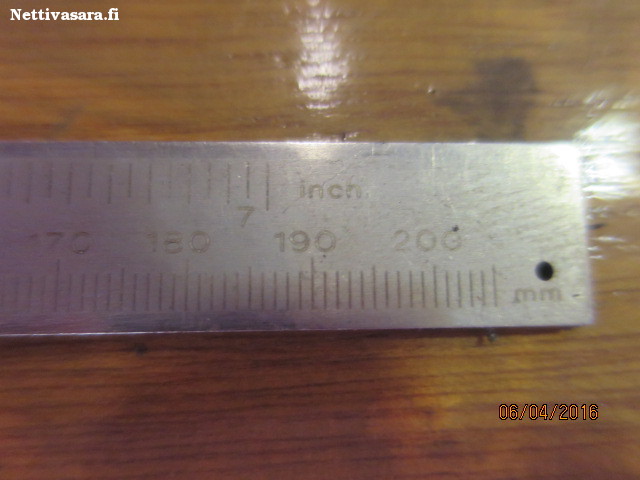 Nettivasara.fi
inch
7
170 180 190 200
mm
06/04/2016